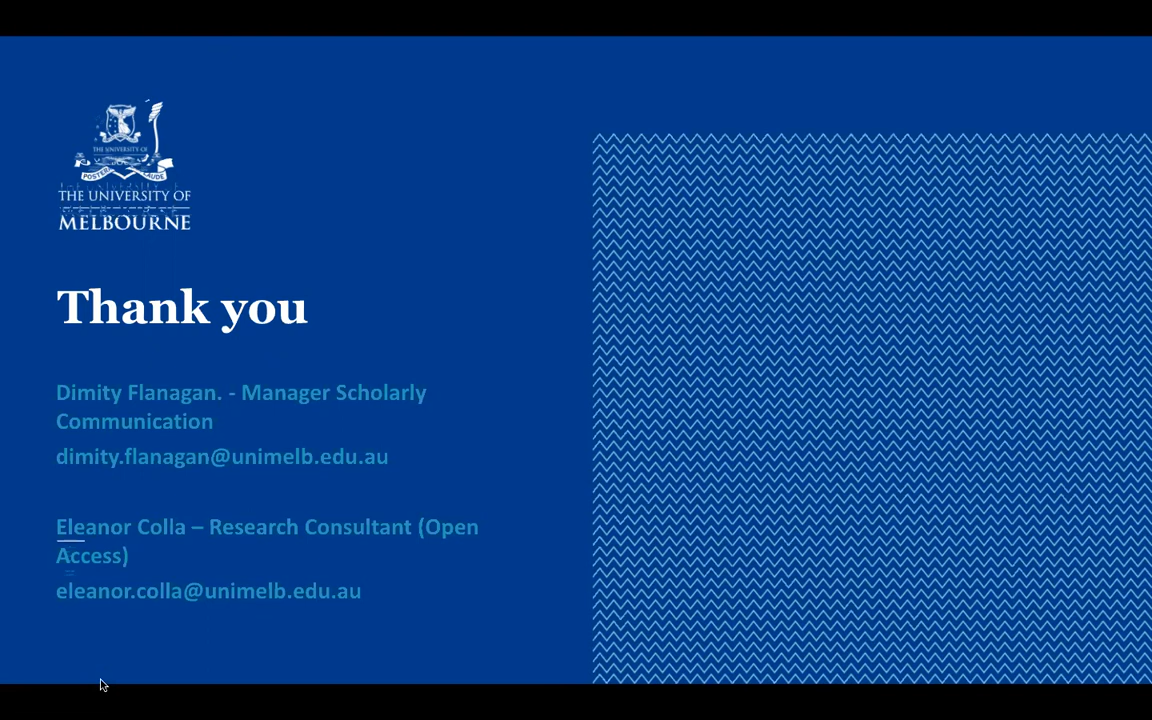 THE UNIVERSITY OF
MELBOURNE
Thank you
Dimity Flanagan. - Manager Scholarly
Communication
dimity.flanagan@unimelb.edu.au
Eleanor Colla – Research Consultant (Open
Access)
eleanor.colla@unimelb.edu.au